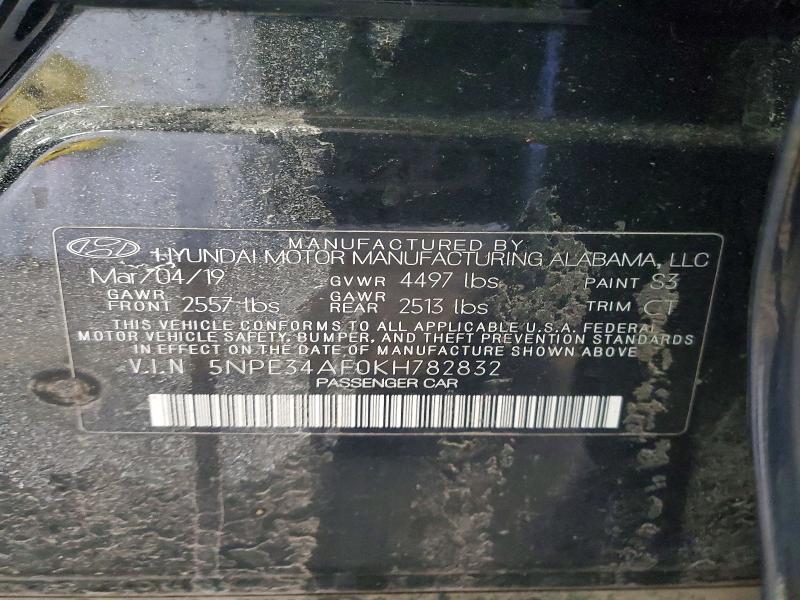 MANUFACTURED BY
HYUNDAI MOTOR MANUFACTURING ALABAMA, LLC
Mar/04/19 GVWR 4497 lbs PAINT S3
GAWR FRONT 2557 lbs GAWR REAR 2513 lbs TRIM CT
THIS VEHICLE CONFORMS TO ALL APPLICABLE U.S.A. FEDERAL
MOTOR VEHICLE SAFETY, BUMPER, AND THEFT PREVENTION STANDARDS
IN EFFECT ON THE DATE OF MANUFACTURE SHOWN ABOVE
V.I.N 5NPE34AF0KH782832
PASSENGER CAR